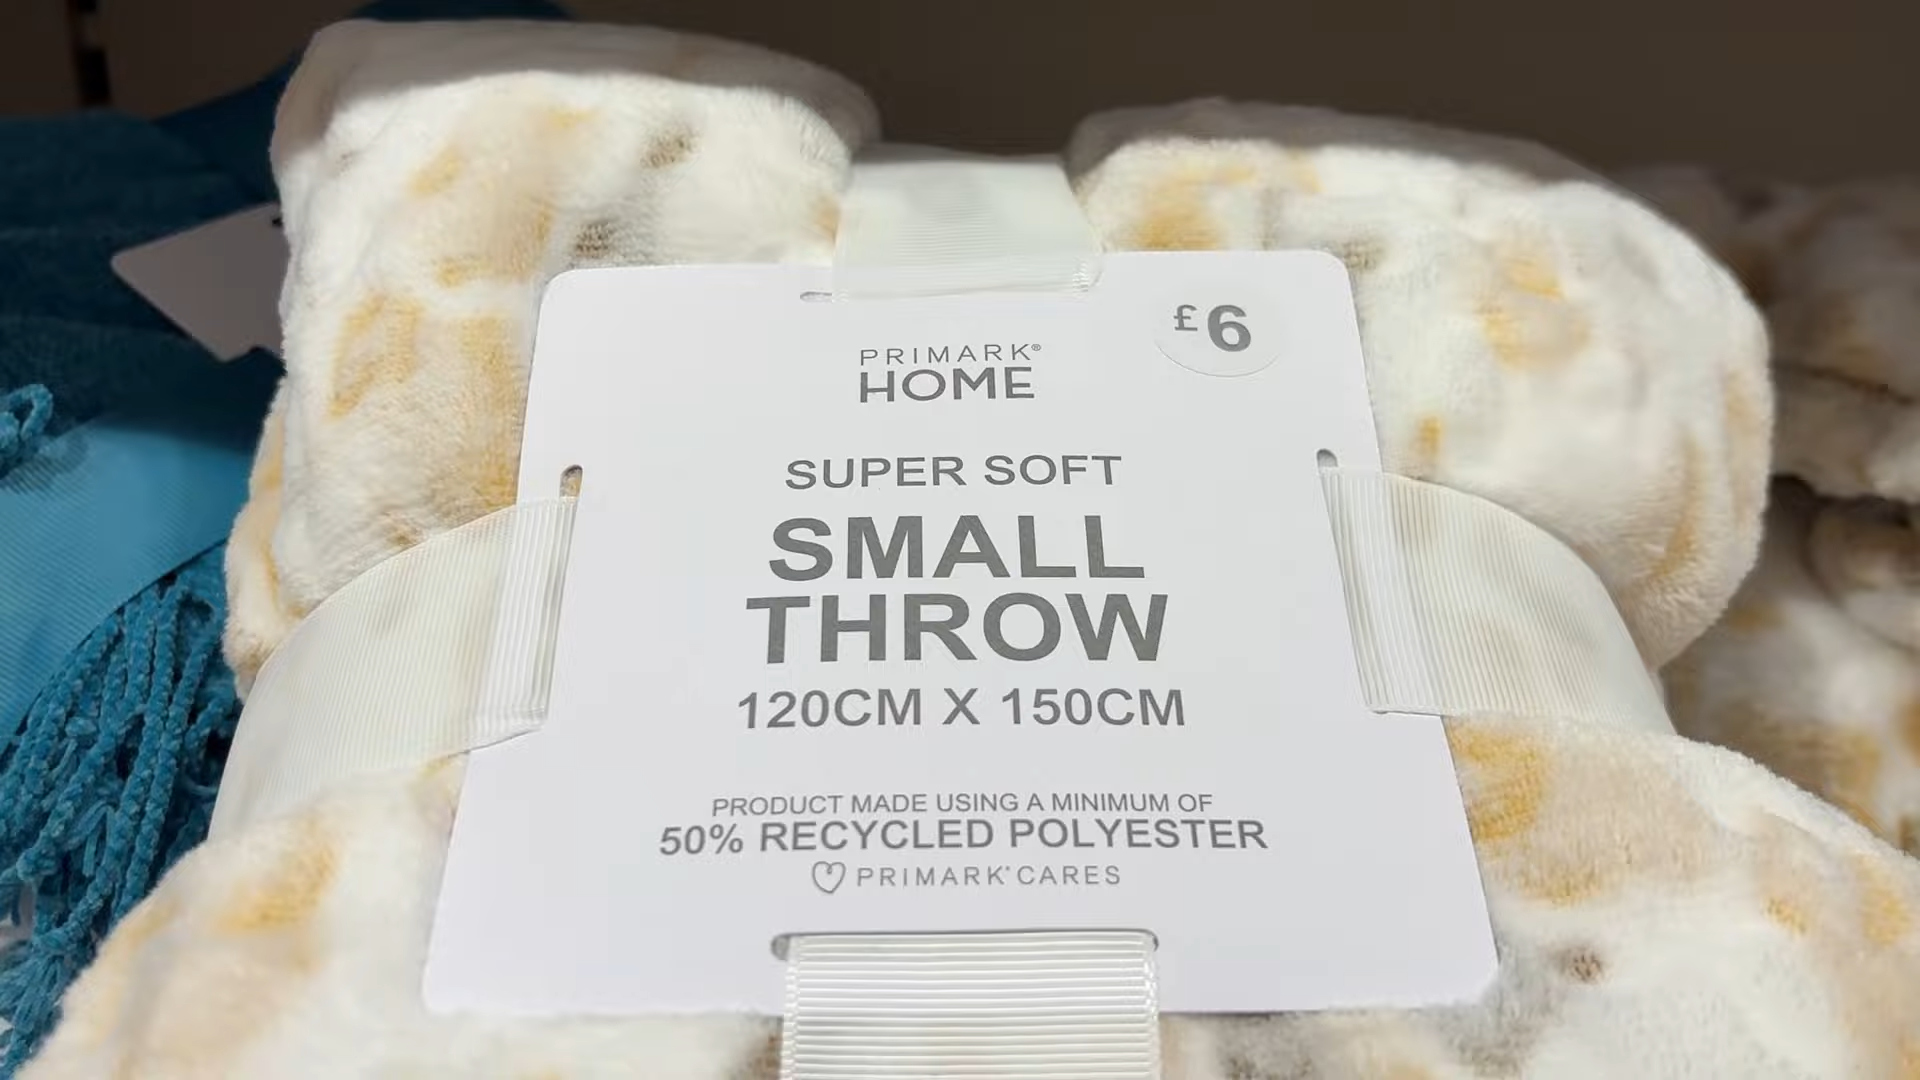 £6
PRIMARK®
HOME
SUPER SOFT
SMALL
THROW
120CM X 150CM
PRODUCT MADE USING A MINIMUM OF
50% RECYCLED POLYESTER
PRIMARK® CARES